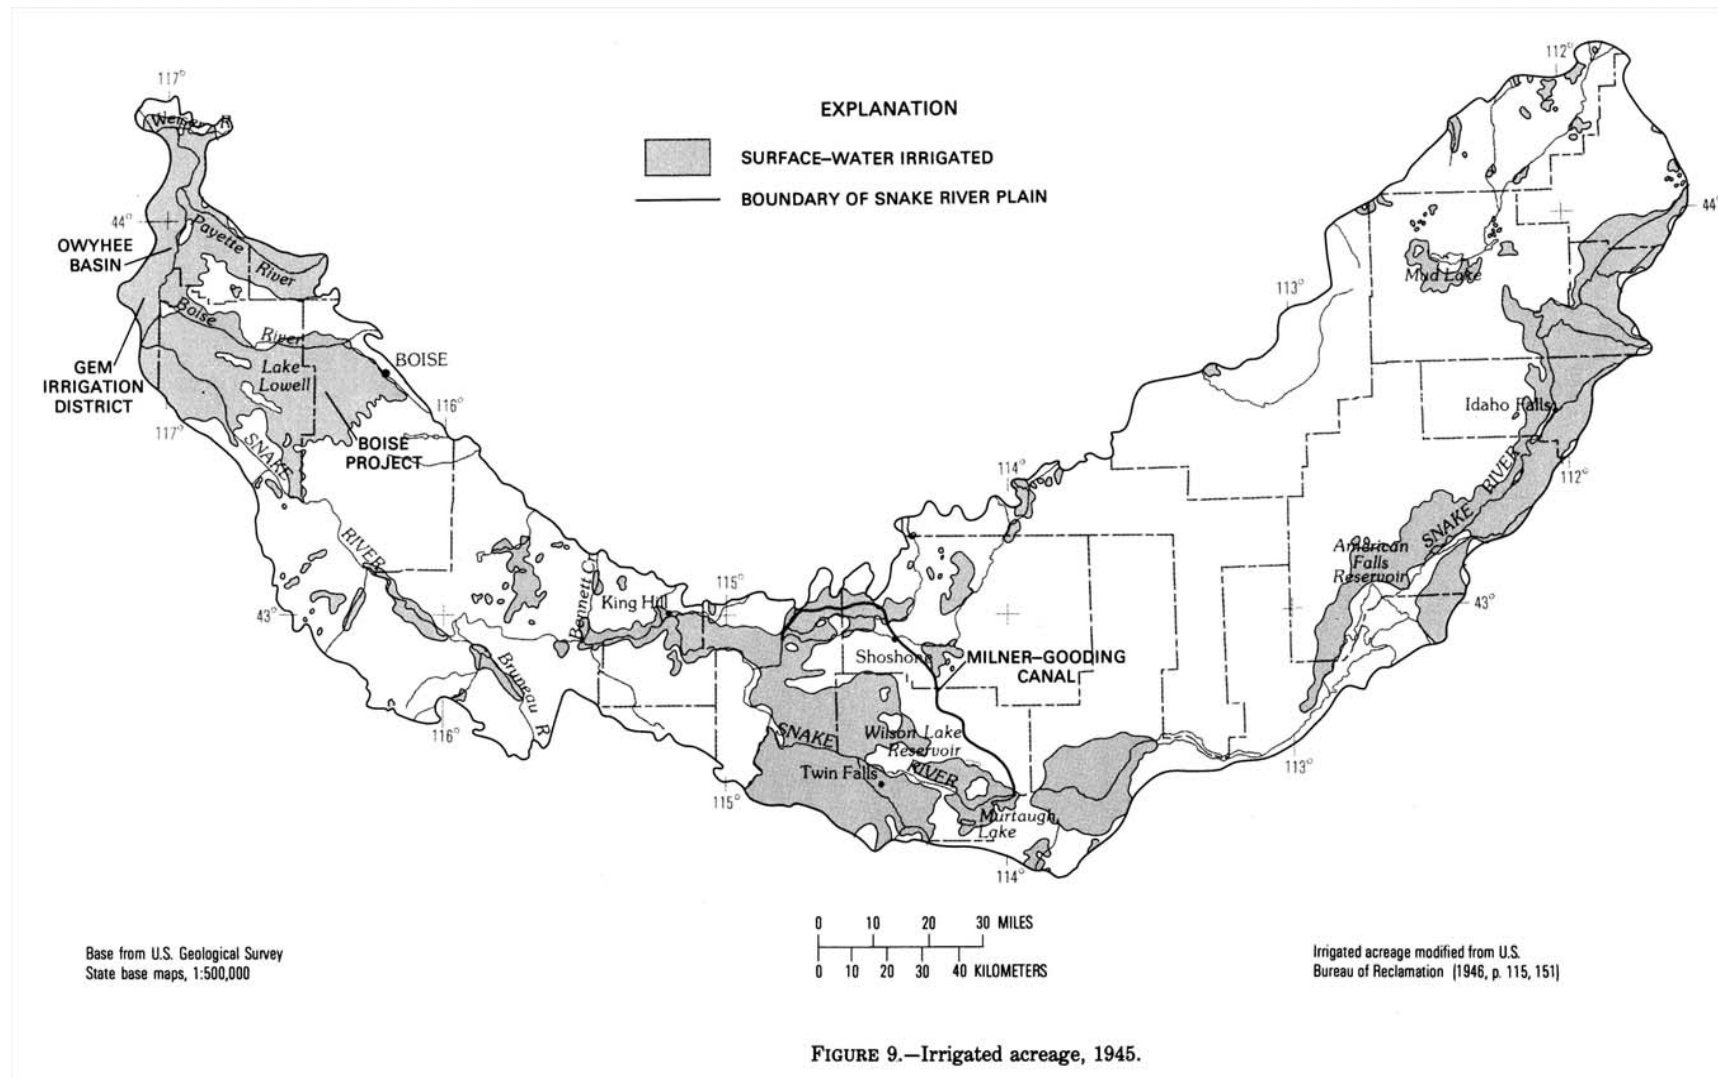 EXPLANATION
SURFACE–WATER IRRIGATED
BOUNDARY OF SNAKE RIVER PLAIN
117°
Weiser R
44°
OWYHEE
BASIN
Payette
River
Boise
River
GEM
IRRIGATION
DISTRICT
Lake
Lowell
BOISE
116°
117°
BOISE
PROJECT
SNAKE
RIVER
43°
116°
Bruneau R
Bennett Cr
King Hill
115°
Shoshone
MILNER–GOODING
CANAL
114°
SNAKE
RIVER
Wilson Lake
Reservoir
Twin Falls
115°
Murtaugh
Lake
114°
113°
112°
44°
Mud Lake
Idaho Falls
112°
SNAKE
RIVER
American
Falls
Reservoir
43°
113°
0 10 20 30 MILES
0 10 20 30 40 KILOMETERS
Base from U.S. Geological Survey
State base maps, 1:500,000
Irrigated acreage modified from U.S.
Bureau of Reclamation (1946, p. 115, 151)
FIGURE 9.—Irrigated acreage, 1945.